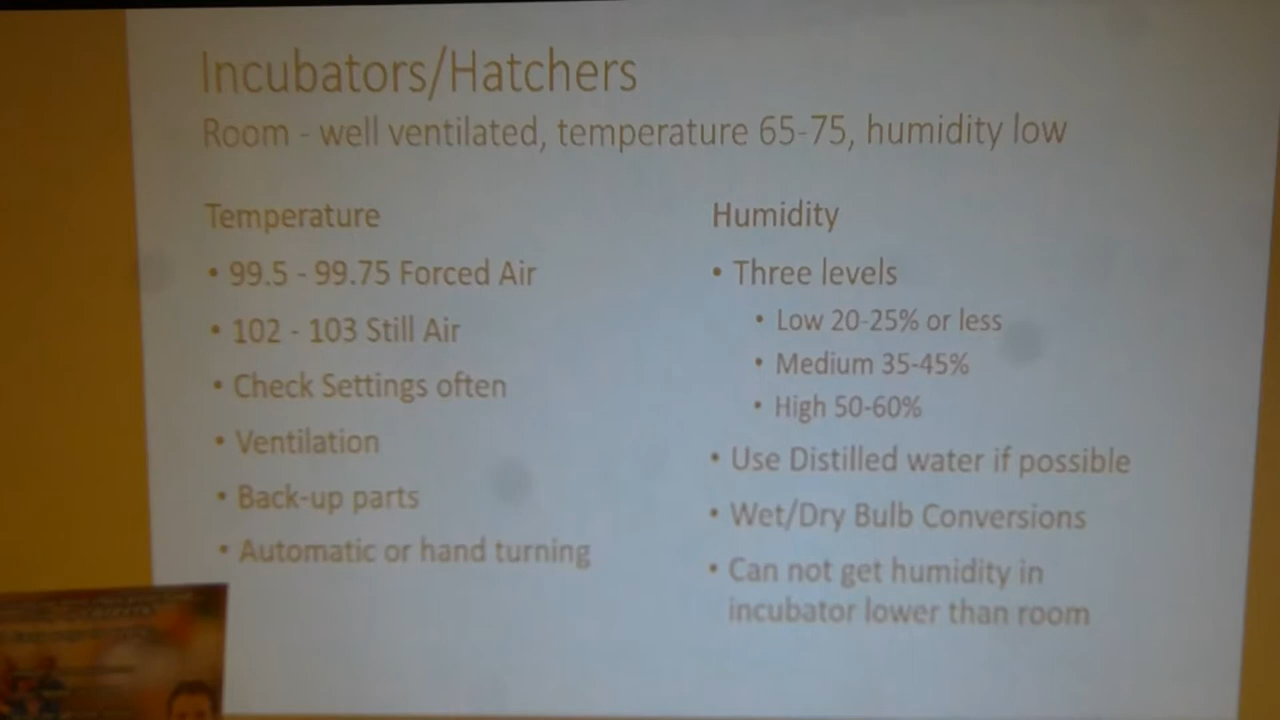 Incubators/Hatchers
Room - well ventilated, temperature 65-75, humidity low
Temperature
• 99.5 - 99.75 Forced Air
• 102 - 103 Still Air
• Check Settings often
• Ventilation
• Back-up parts
• Automatic or hand turning
Humidity
• Three levels
• Low 20-25% or less
• Medium 35-45%
• High 50-60%
• Use Distilled water if possible
• Wet/Dry Bulb Conversions
• Can not get humidity in
incubator lower than room